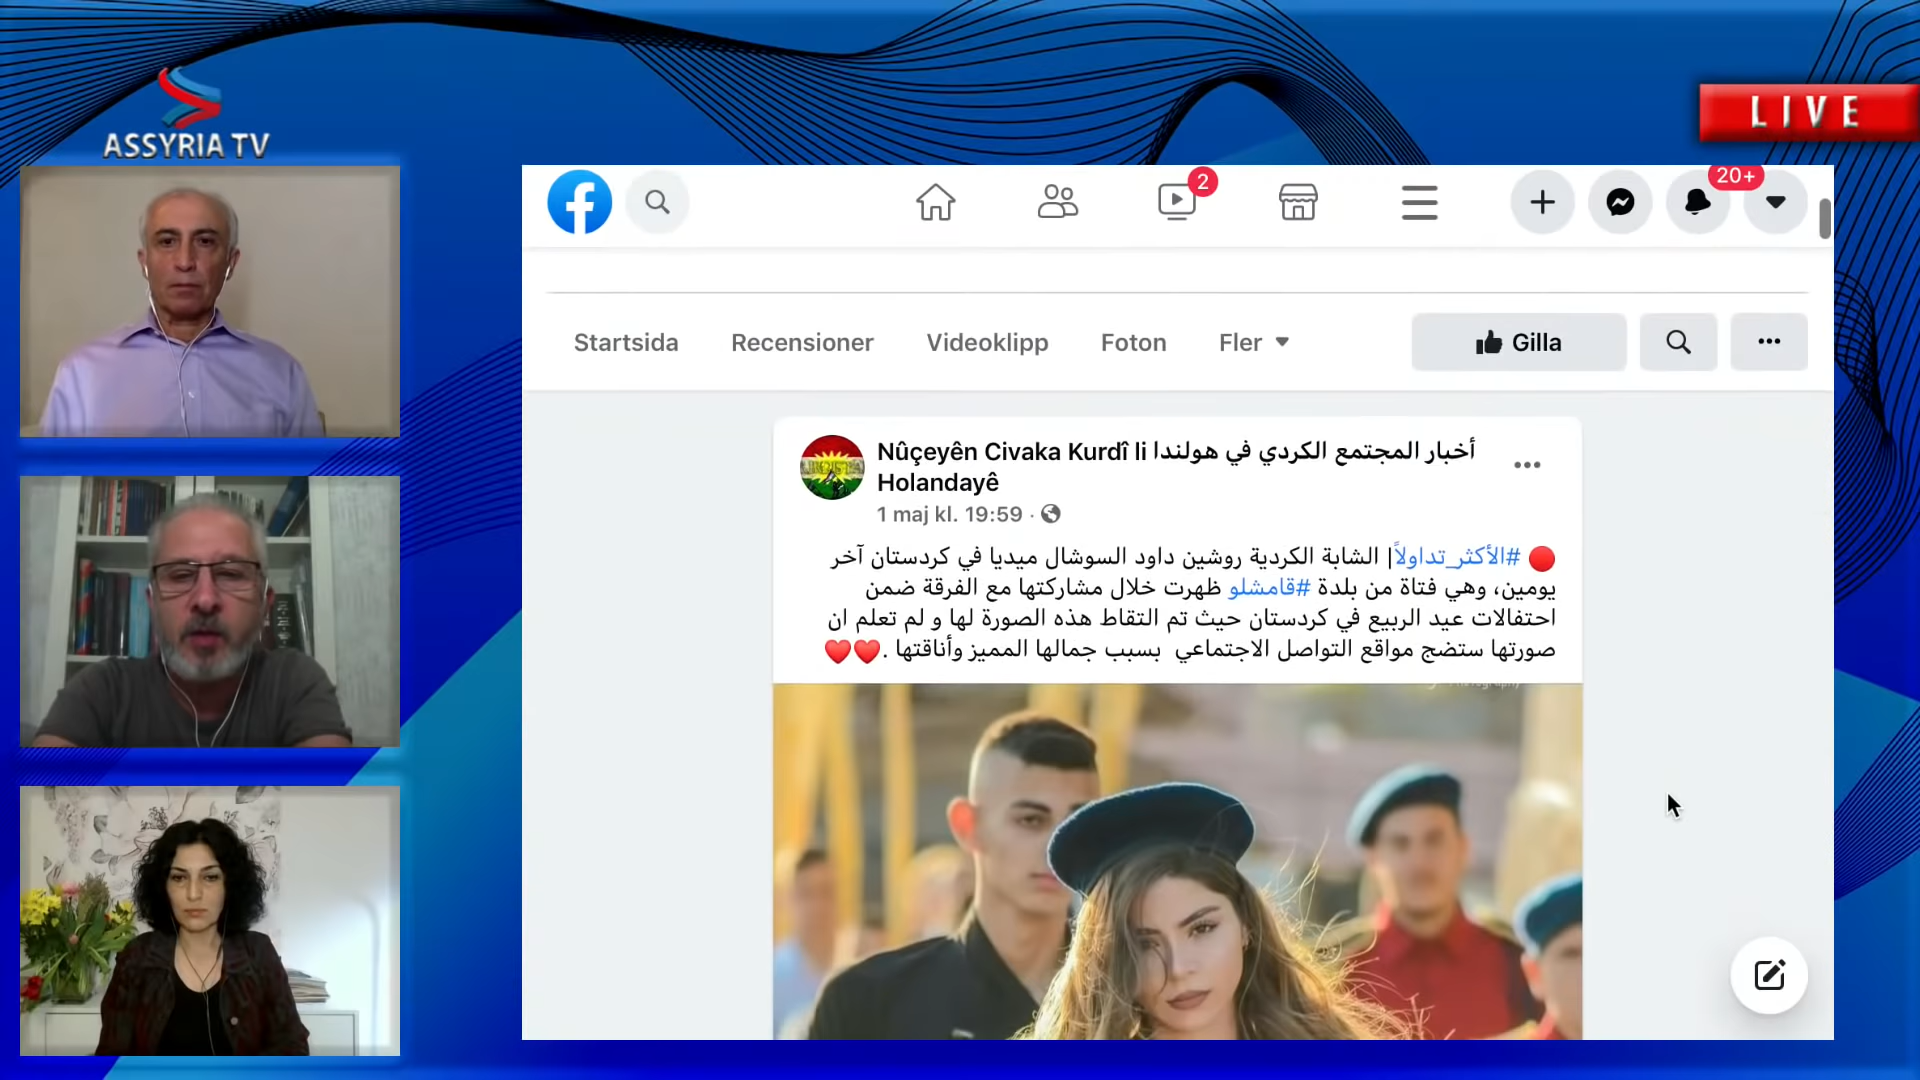 ASSYRIA TV
LIVE
2
20+
Startsida
Recensioner
Videoklipp
Foton
Fler
Gilla
Nûçeyên Civaka Kurdî li أخبار المجتمع الكردي في هولندا
Holandayê
1 maj kl. 19:59 ·
#الأكثر_تداولاً| الشابة الكردية روشين داود السوشال ميديا في كردستان آخر
يومين، وهي فتاة من بلدة #قامشلو ظهرت خلال مشاركتها مع الفرقة ضمن
احتفالات عيد الربيع في كردستان حيث تم التقاط هذه الصورة لها و لم تعلم ان
صورتها ستضج مواقع التواصل الاجتماعي بسبب جمالها المميز وأناقتها .